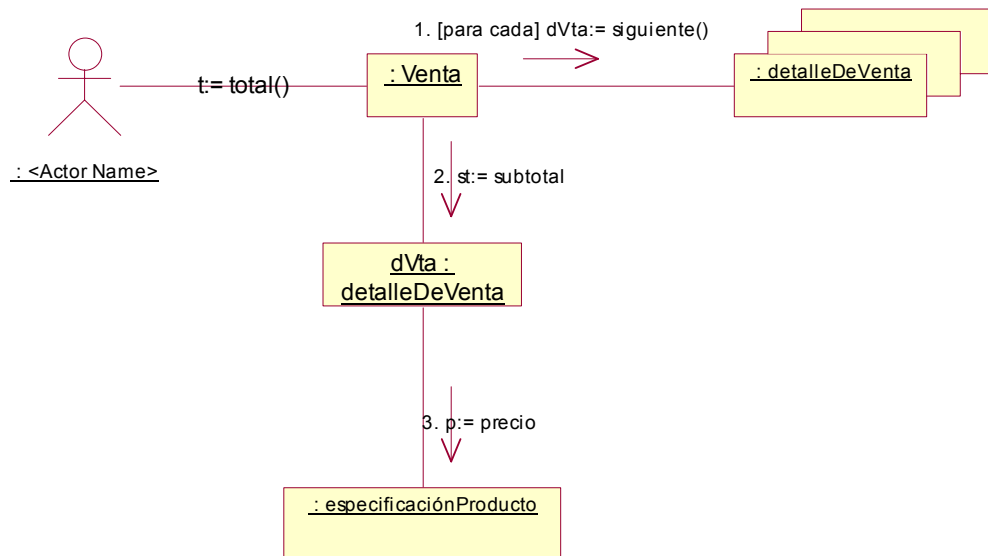 1. [para cada] dVta:= siguiente()
: Venta
: detalleDeVenta
t:= total()
: <Actor Name>
2. st:= subtotal
dVta :
detalleDeVenta
3. p:= precio
: especificaciónProducto